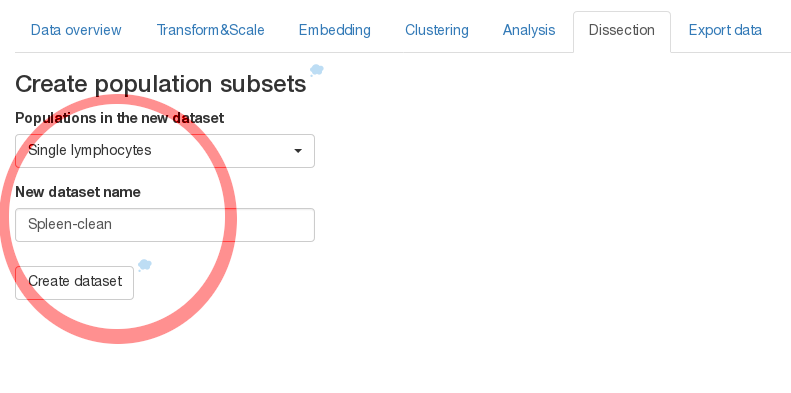 Data overview Transform&Scale Embedding Clustering Analysis Dissection Export data
Create population subsets
Populations in the new dataset
Single lymphocytes
New dataset name
Spleen-clean
Create dataset